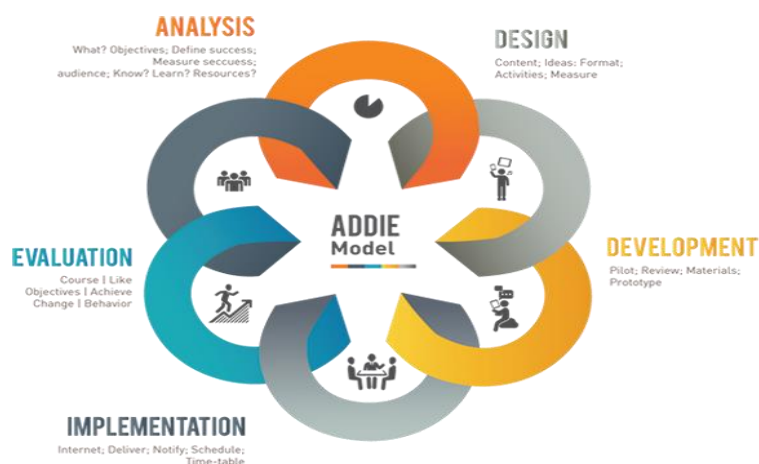 ANALYSIS
What? Objectives; Define success;
Measure seccuess;
audience; Know? Learn? Resources?
DESIGN
Content; Ideas: Format;
Activities; Measure
ADDIE
Model
EVALUATION
Course | Like
Objectives | Achieve
Change | Behavior
DEVELOPMENT
Pilot; Review; Materials;
Prototype
IMPLEMENTATION
Internet; Deliver; Notify; Schedule;
Time-table